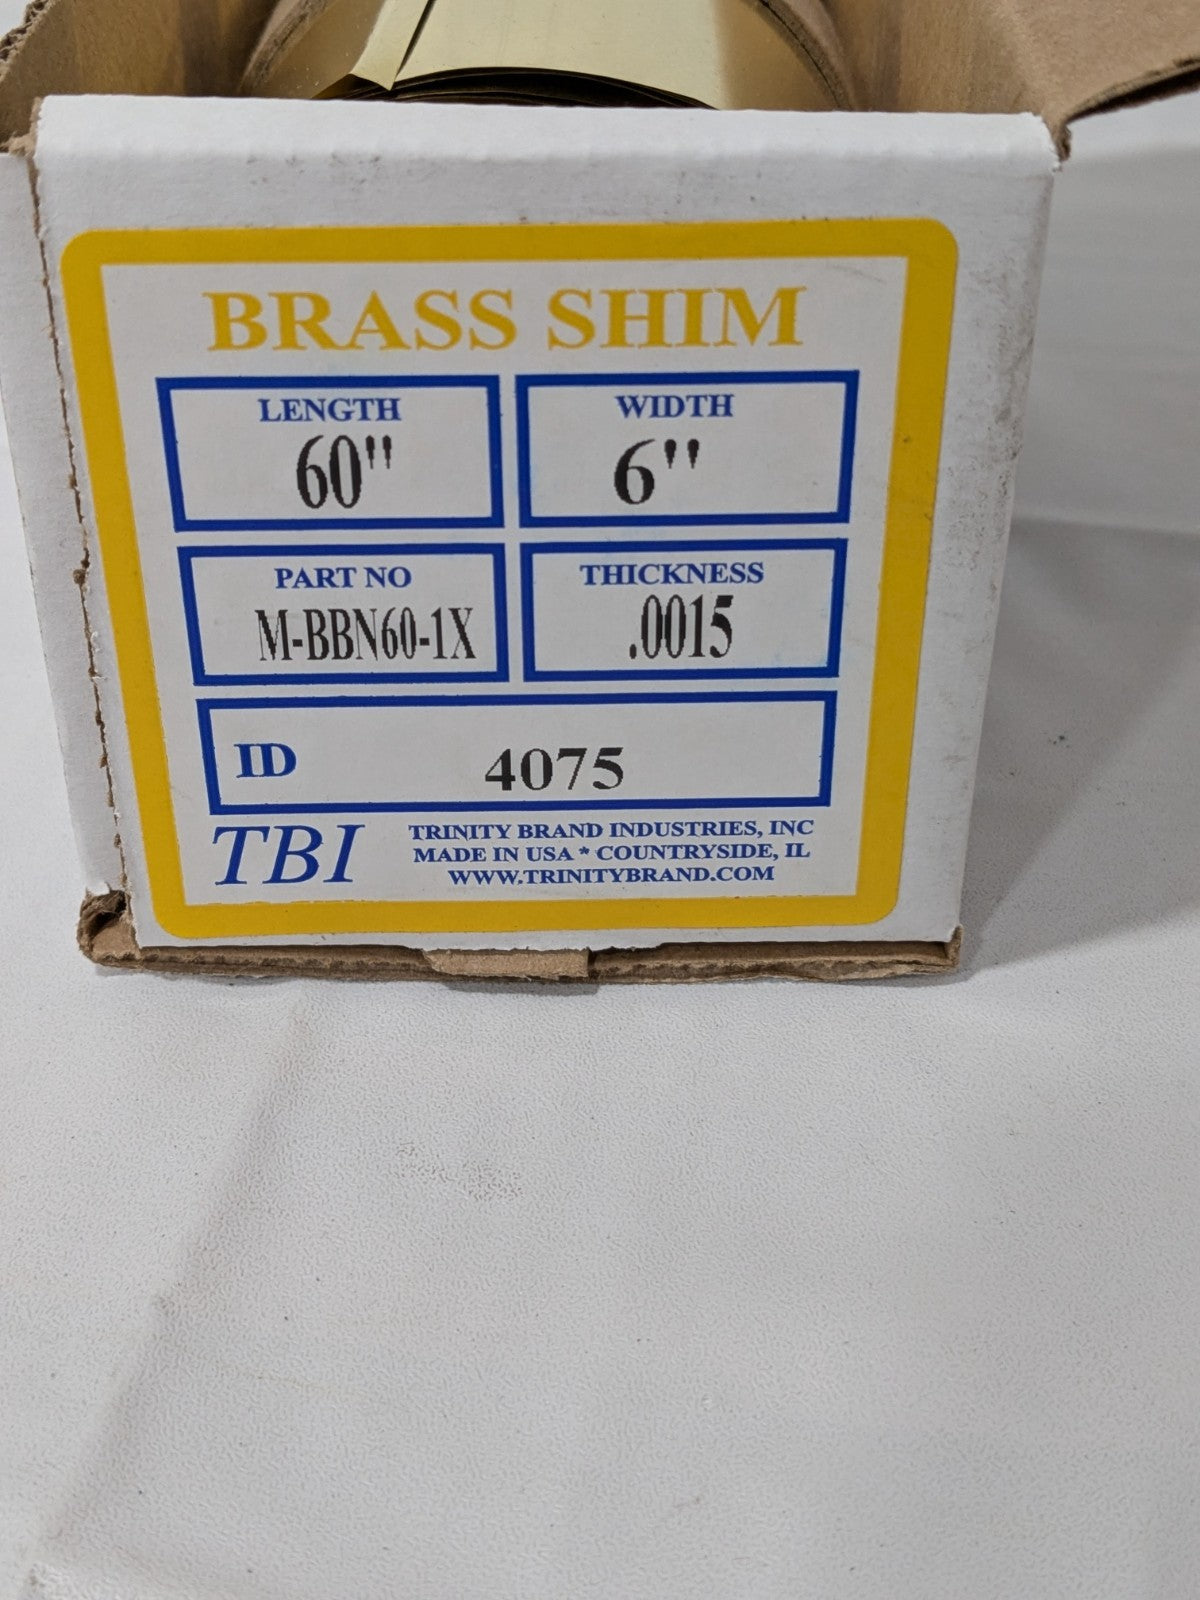 BRASS SHIM
LENGTH
60"
WIDTH
6"
PART NO
M-BBN60-1X
THICKNESS
.0015
ID 4075
TBI
TRINITY BRAND INDUSTRIES, INC
MADE IN USA * COUNTRYSIDE, IL
WWW.TRINITYBRAND.COM